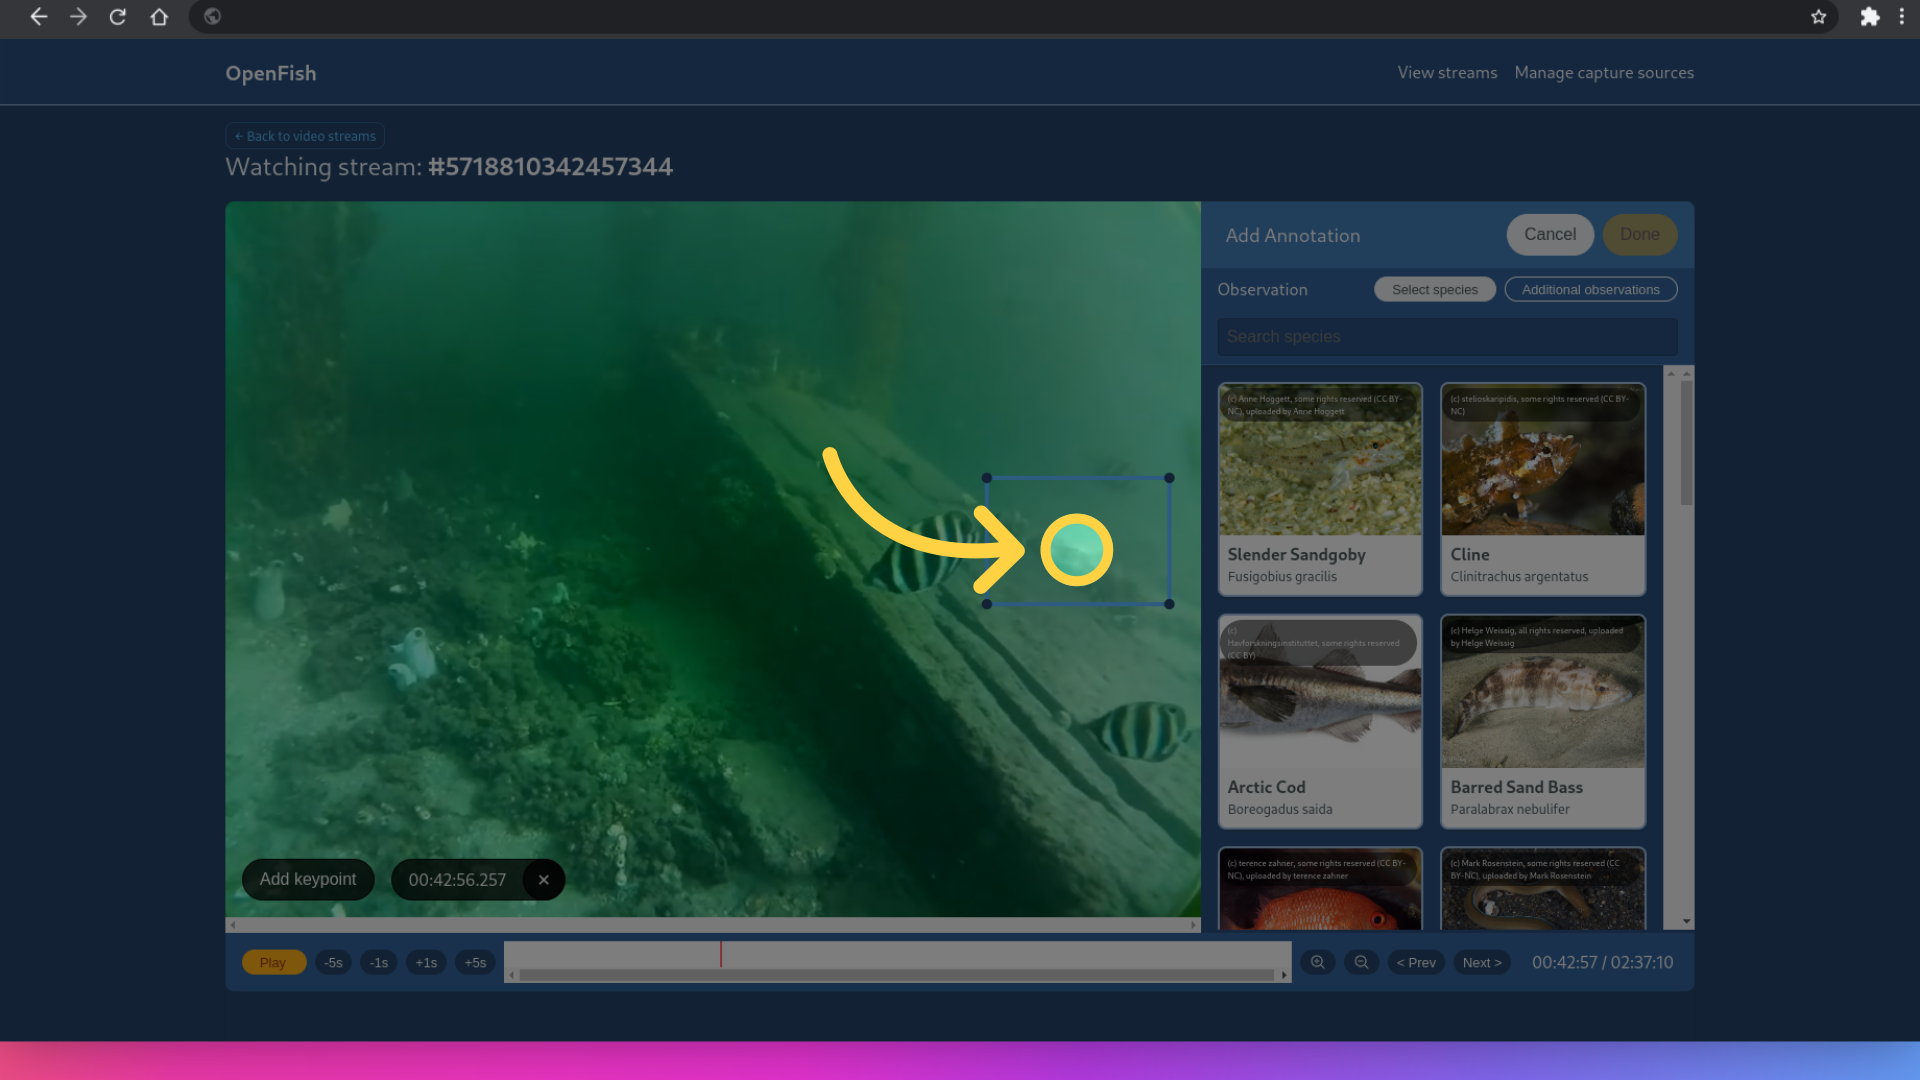 OpenFish
View streams
Manage capture sources
← Back to video streams
Watching stream: #5718810342457344
Add Annotation
Cancel
Done
Observation
Select species
Additional observations
Search species
(c) Anne Hoggett, some rights reserved (CC BY-
NC), uploaded by Anne Hoggett
Slender Sandgoby
Fusigobius gracilis
(c) stelioskaripidis, some rights reserved (CC BY-
NC)
Cline
Clinitrachus argentatus
(c)
Havforskningsinstituttet, some rights reserved
(CC BY)
Arctic Cod
Boreogadus saida
(c) Helge Weissig, all rights reserved, uploaded
by Helge Weissig
Barred Sand Bass
Paralabrax nebulifer
(c) terence zahner, some rights reserved (CC BY-
NC), uploaded by terence zahner
(c) Mark Rosenstein, some rights reserved (CC
BY-NC), uploaded by Mark Rosenstein
Add keypoint
00:42:56.257 ×
Play
-5s
-1s
+1s
+5s
< Prev
Next >
00:42:57 / 02:37:10